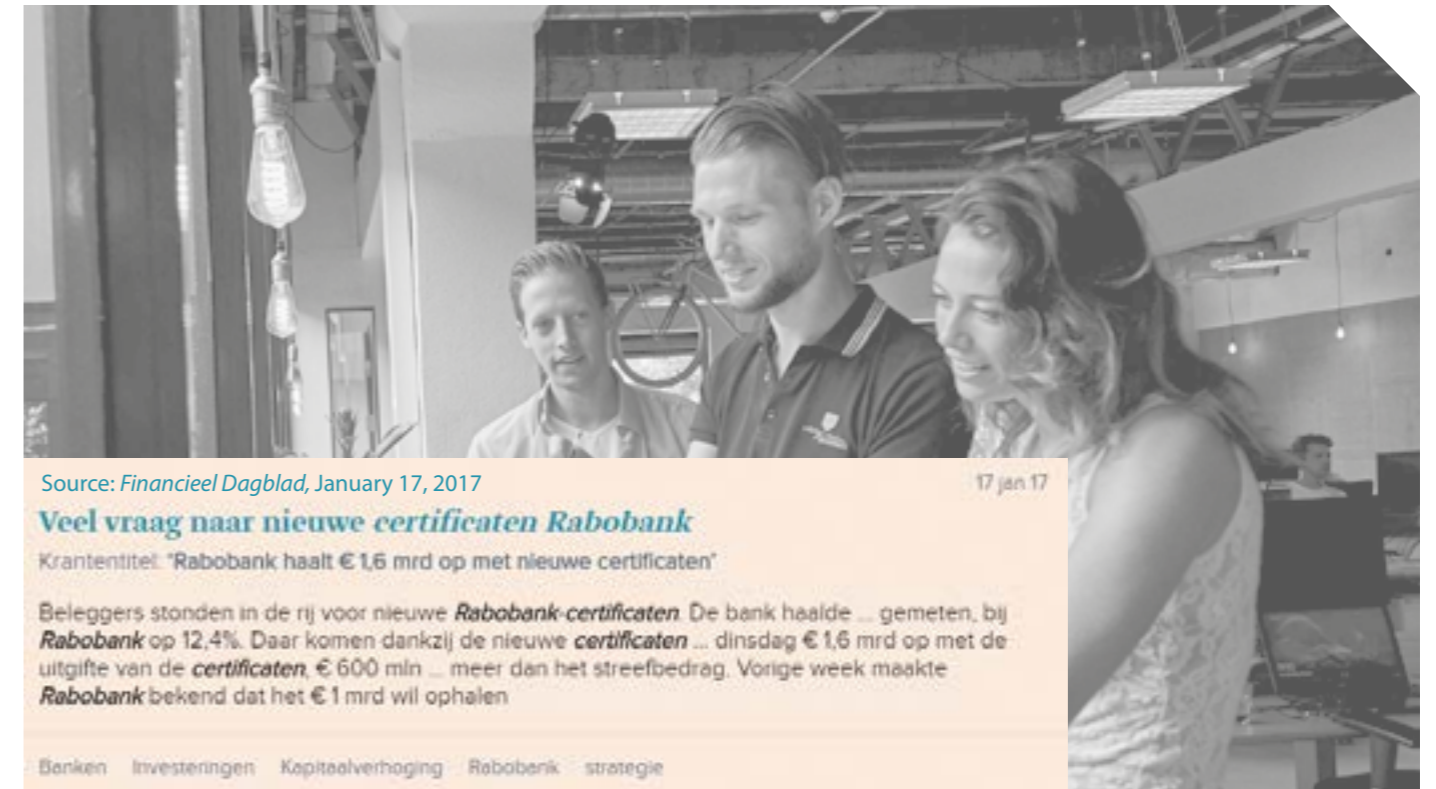 Source: Financieel Dagblad, January 17, 2017
17 jan 17
Veel vraag naar nieuwe certificaten Rabobank
Krantentitel: "Rabobank haalt € 1,6 mrd op met nieuwe certificaten"
Beleggers stonden in de rij voor nieuwe Rabobank-certificaten. De bank haalde ... gemeten, bij
Rabobank op 12,4%. Daar komen dankzij de nieuwe certificaten ... dinsdag € 1,6 mrd op met de
uitgifte van de certificaten, € 600 mln ... meer dan het streefbedrag. Vorige week maakte
Rabobank bekend dat het € 1 mrd wil ophalen
Banken Investeringen Kapitaalverhoging Rabobank strategie